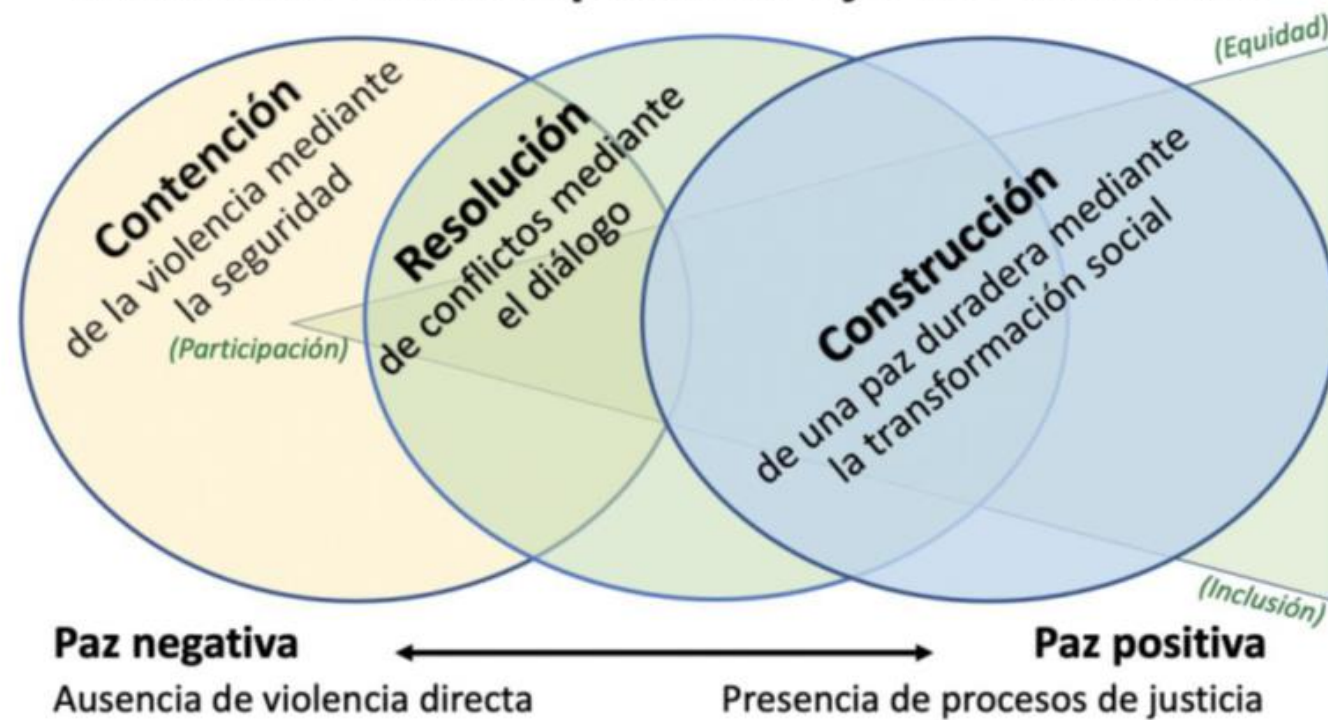 Contención
de la violencia mediante
la seguridad
(Participación)
Resolución
de conflictos mediante
el diálogo
Construcción
de una paz duradera mediante
la transformación social
(Equidad)
(Inclusión)
Paz negativa
Ausencia de violencia directa
Paz positiva
Presencia de procesos de justicia